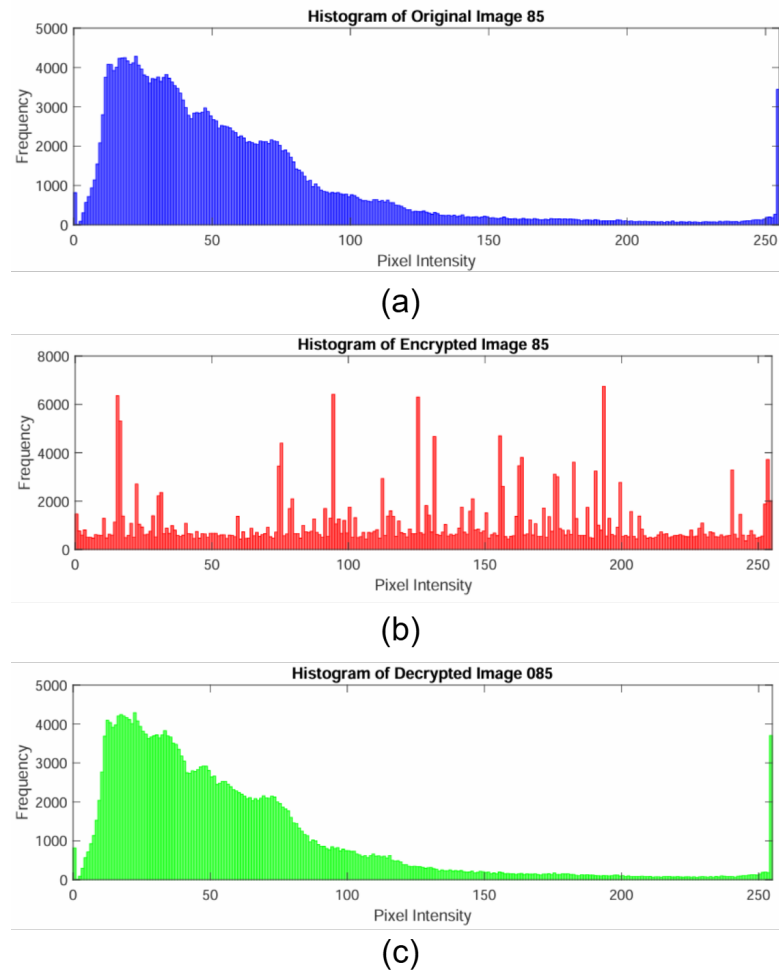 Histogram of Original Image 85
5000
4000
3000
2000
1000
0
Frequency
0 50 100 150 200 250
Pixel Intensity
(a)
Histogram of Encrypted Image 85
8000
6000
4000
2000
0
Frequency
0 50 100 150 200 250
Pixel Intensity
(b)
Histogram of Decrypted Image 085
5000
4000
3000
2000
1000
0
Frequency
0 50 100 150 200 250
Pixel Intensity
(c)